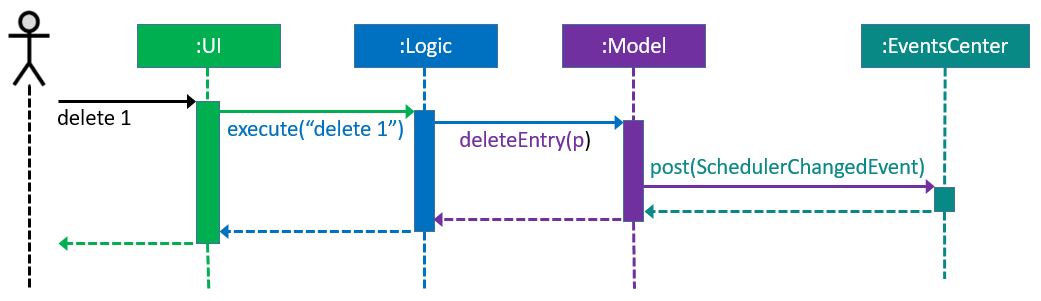 :UI
:Logic
:Model
:EventsCenter
delete 1
execute(“delete 1”)
deleteEntry(p)
post(SchedulerChangedEvent)